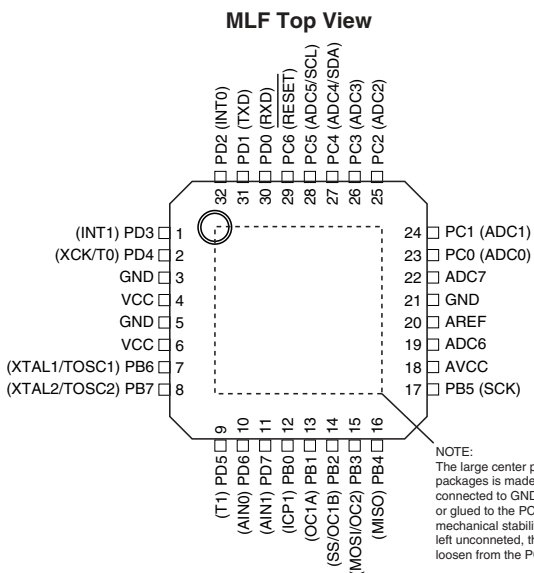 MLF Top View
PD2 (INT0)
PD1 (TXD)
PD0 (RXD)
PC6 (RESET)
PC5 (ADC5/SCL)
PC4 (ADC4/SDA)
PC3 (ADC3)
PC2 (ADC2)
32
31
30
29
28
27
26
25
(INT1) PD3 1
(XCK/T0) PD4 2
GND 3
VCC 4
GND 5
VCC 6
(XTAL1/TOSC1) PB6 7
(XTAL2/TOSC2) PB7 8
24 PC1 (ADC1)
23 PC0 (ADC0)
22 ADC7
21 GND
20 AREF
19 ADC6
18 AVCC
17 PB5 (SCK)
9
10
11
12
13
14
15
16
(T1) PD5
(AIN0) PD6
(AIN1) PD7
(ICP1) PB0
(OC1A) PB1
(SS/OC1B) PB2
(MOSI/OC2) PB3
(MISO) PB4
NOTE:
The large center
packages is made
connected to GND
or glued to the
mechanical
left unconneted,
loosen from the